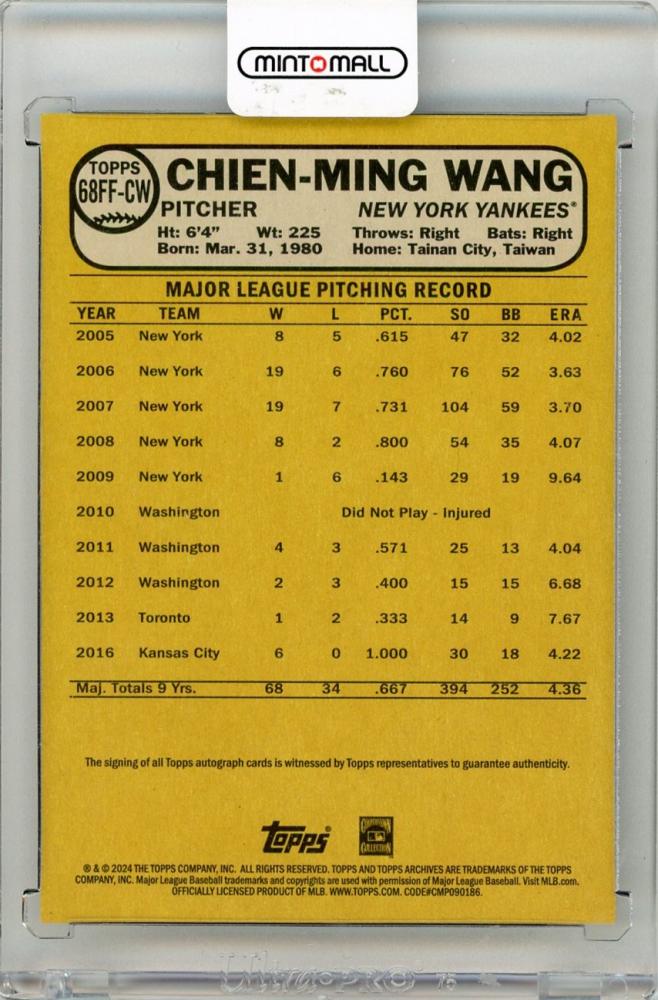 MINTOMALL
TOPPS
68FF-CW
CHIEN-MING WANG
PITCHER NEW YORK YANKEES®
Ht: 6'4" Wt: 225 Throws: Right Bats: Right
Born: Mar. 31, 1980 Home: Tainan City, Taiwan
MAJOR LEAGUE PITCHING RECORD
YEAR TEAM W L PCT. SO BB ERA
2005 New York 8 5 .615 47 32 4.02
2006 New York 19 6 .760 76 52 3.63
2007 New York 19 7 .731 104 59 3.70
2008 New York 8 2 .800 54 35 4.07
2009 New York 1 6 .143 29 19 9.64
2010 Washington Did Not Play - Injured
2011 Washington 4 3 .571 25 13 4.04
2012 Washington 2 3 .400 15 15 6.68
2013 Toronto 1 2 .333 14 9 7.67
2016 Kansas City 6 0 1.000 30 18 4.22
Maj. Totals 9 Yrs. 68 34 .667 394 252 4.36
The signing of all Topps autograph cards is witnessed by Topps representatives to guarantee authenticity.
topps®
COOPERSTOWN
COLLECTION
® & © 2024 THE TOPPS COMPANY, INC. ALL RIGHTS RESERVED. TOPPS AND TOPPS ARCHIVES ARE TRADEMARKS OF THE TOPPS
COMPANY, INC. Major League Baseball trademarks and copyrights are used with permission of Major League Baseball. Visit MLB.com.
OFFICIALLY LICENSED PRODUCT OF MLB. WWW.TOPPS.COM. CODE#CMP090186.
Ultra•PRO 75